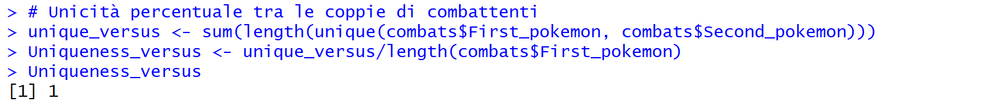 > # Unicità percentuale tra le coppie di combattenti
> unique_versus <- sum(length(unique(combats$First_pokemon, combats$Second_pokemon)))
> Uniqueness_versus <- unique_versus/length(combats$First_pokemon)
> Uniqueness_versus
[1] 1